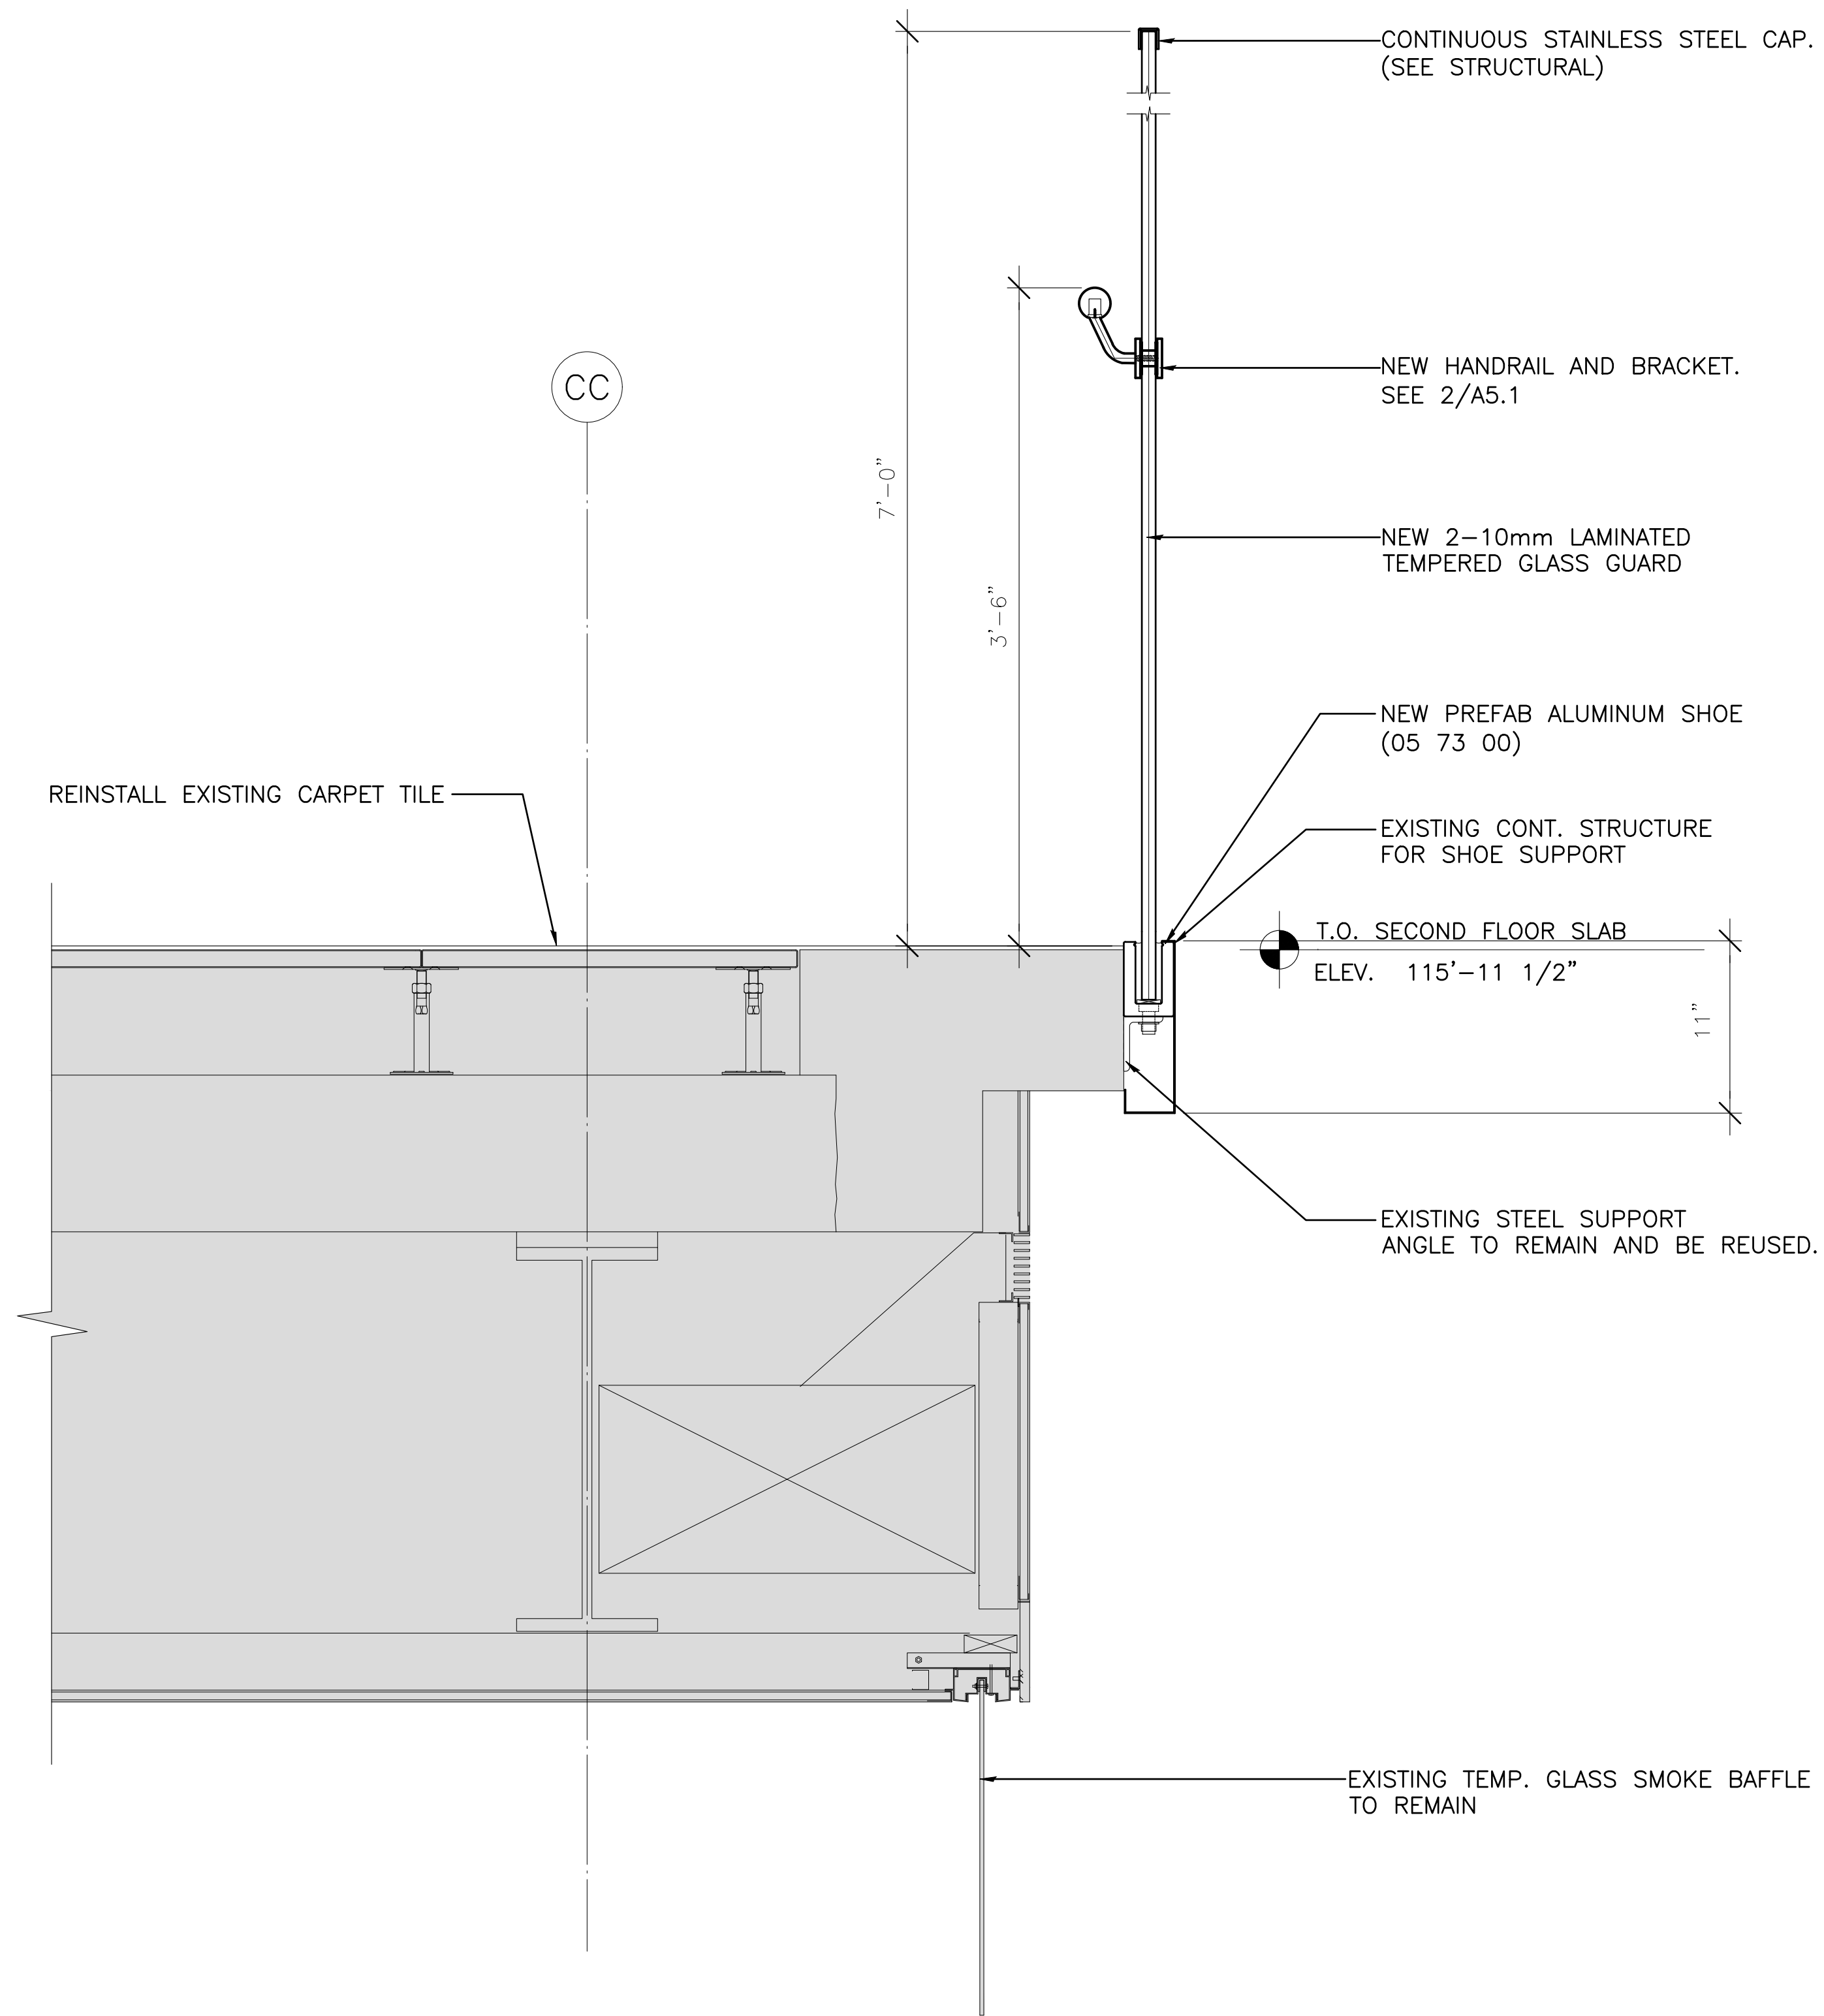 CONTINUOUS STAINLESS STEEL CAP.
(SEE STRUCTURAL)
CC
NEW HANDRAIL AND BRACKET.
SEE 2/A5.1
7'-0"
3'-6"
NEW 2-10mm LAMINATED
TEMPERED GLASS GUARD
NEW PREFAB ALUMINUM SHOE
(05 73 00)
REINSTALL EXISTING CARPET TILE
EXISTING CONT. STRUCTURE
FOR SHOE SUPPORT
T.O. SECOND FLOOR SLAB
ELEV. 115'-11 1/2"
11"
EXISTING STEEL SUPPORT
ANGLE TO REMAIN AND BE REUSED.
EXISTING TEMP. GLASS SMOKE BAFFLE
TO REMAIN